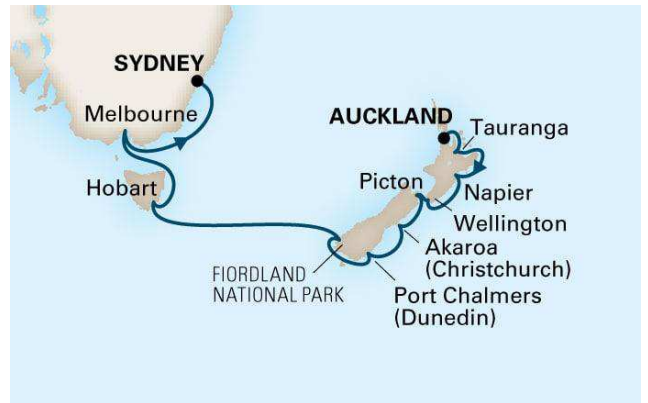 SYDNEY
Melbourne
Hobart
AUCKLAND
Tauranga
Picton
Napier
Wellington
Akaroa
(Christchurch)
FIORDLAND
NATIONAL PARK
Port Chalmers
(Dunedin)